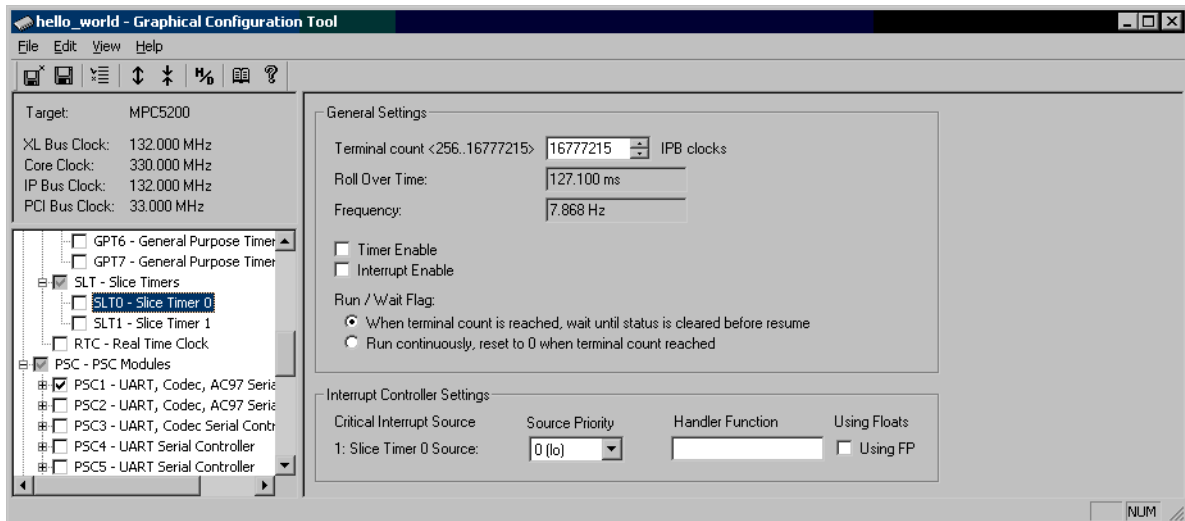 hello_world - Graphical Configuration Tool
File Edit View Help
H/D
Target: MPC5200
XL Bus Clock: 132.000 MHz
Core Clock: 330.000 MHz
IP Bus Clock: 132.000 MHz
PCI Bus Clock: 33.000 MHz
GPT6 - General Purpose Timer
GPT7 - General Purpose Timer
SLT - Slice Timers
SLT0 - Slice Timer 0
SLT1 - Slice Timer 1
RTC - Real Time Clock
PSC - PSC Modules
PSC1 - UART, Codec, AC97 Seria
PSC2 - UART, Codec, AC97 Seria
PSC3 - UART, Codec Serial Contr
PSC4 - UART Serial Controller
PSC5 - UART Serial Controller
General Settings
Terminal count <256..16777215> 16777215 IPB clocks
Roll Over Time: 127.100 ms
Frequency: 7.868 Hz
Timer Enable
Interrupt Enable
Run / Wait Flag:
When terminal count is reached, wait until status is cleared before resume
Run continuously, reset to 0 when terminal count reached
Interrupt Controller Settings
Critical Interrupt Source Source Priority Handler Function Using Floats
1: Slice Timer 0 Source: 0 (lo) Using FP
NUM